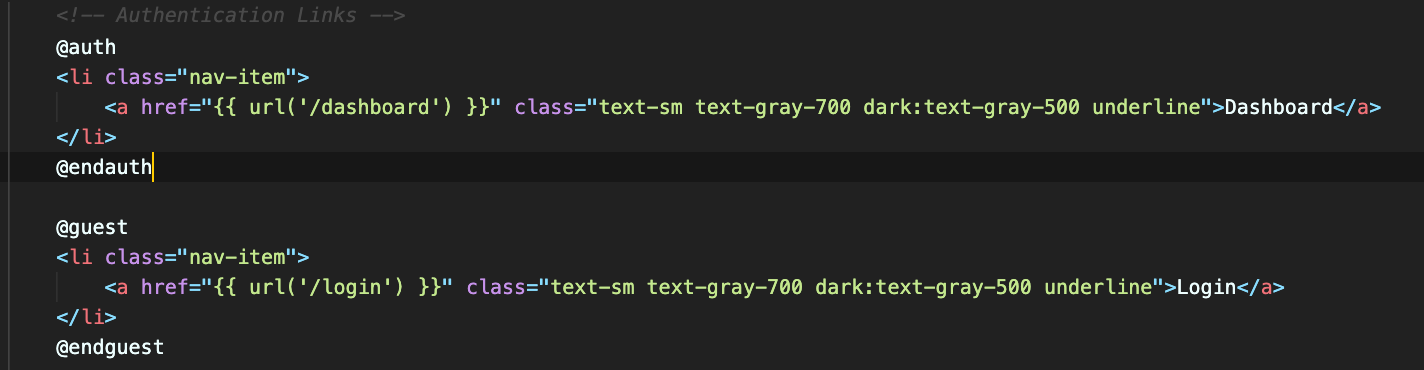 <!-- Authentication Links -->
@auth
<li class="nav-item">
    <a href="{{ url('/dashboard') }}" class="text-sm text-gray-700 dark:text-gray-500 underline">Dashboard</a>
</li>
@endauth

@guest
<li class="nav-item">
    <a href="{{ url('/login') }}" class="text-sm text-gray-700 dark:text-gray-500 underline">Login</a>
</li>
@endguest